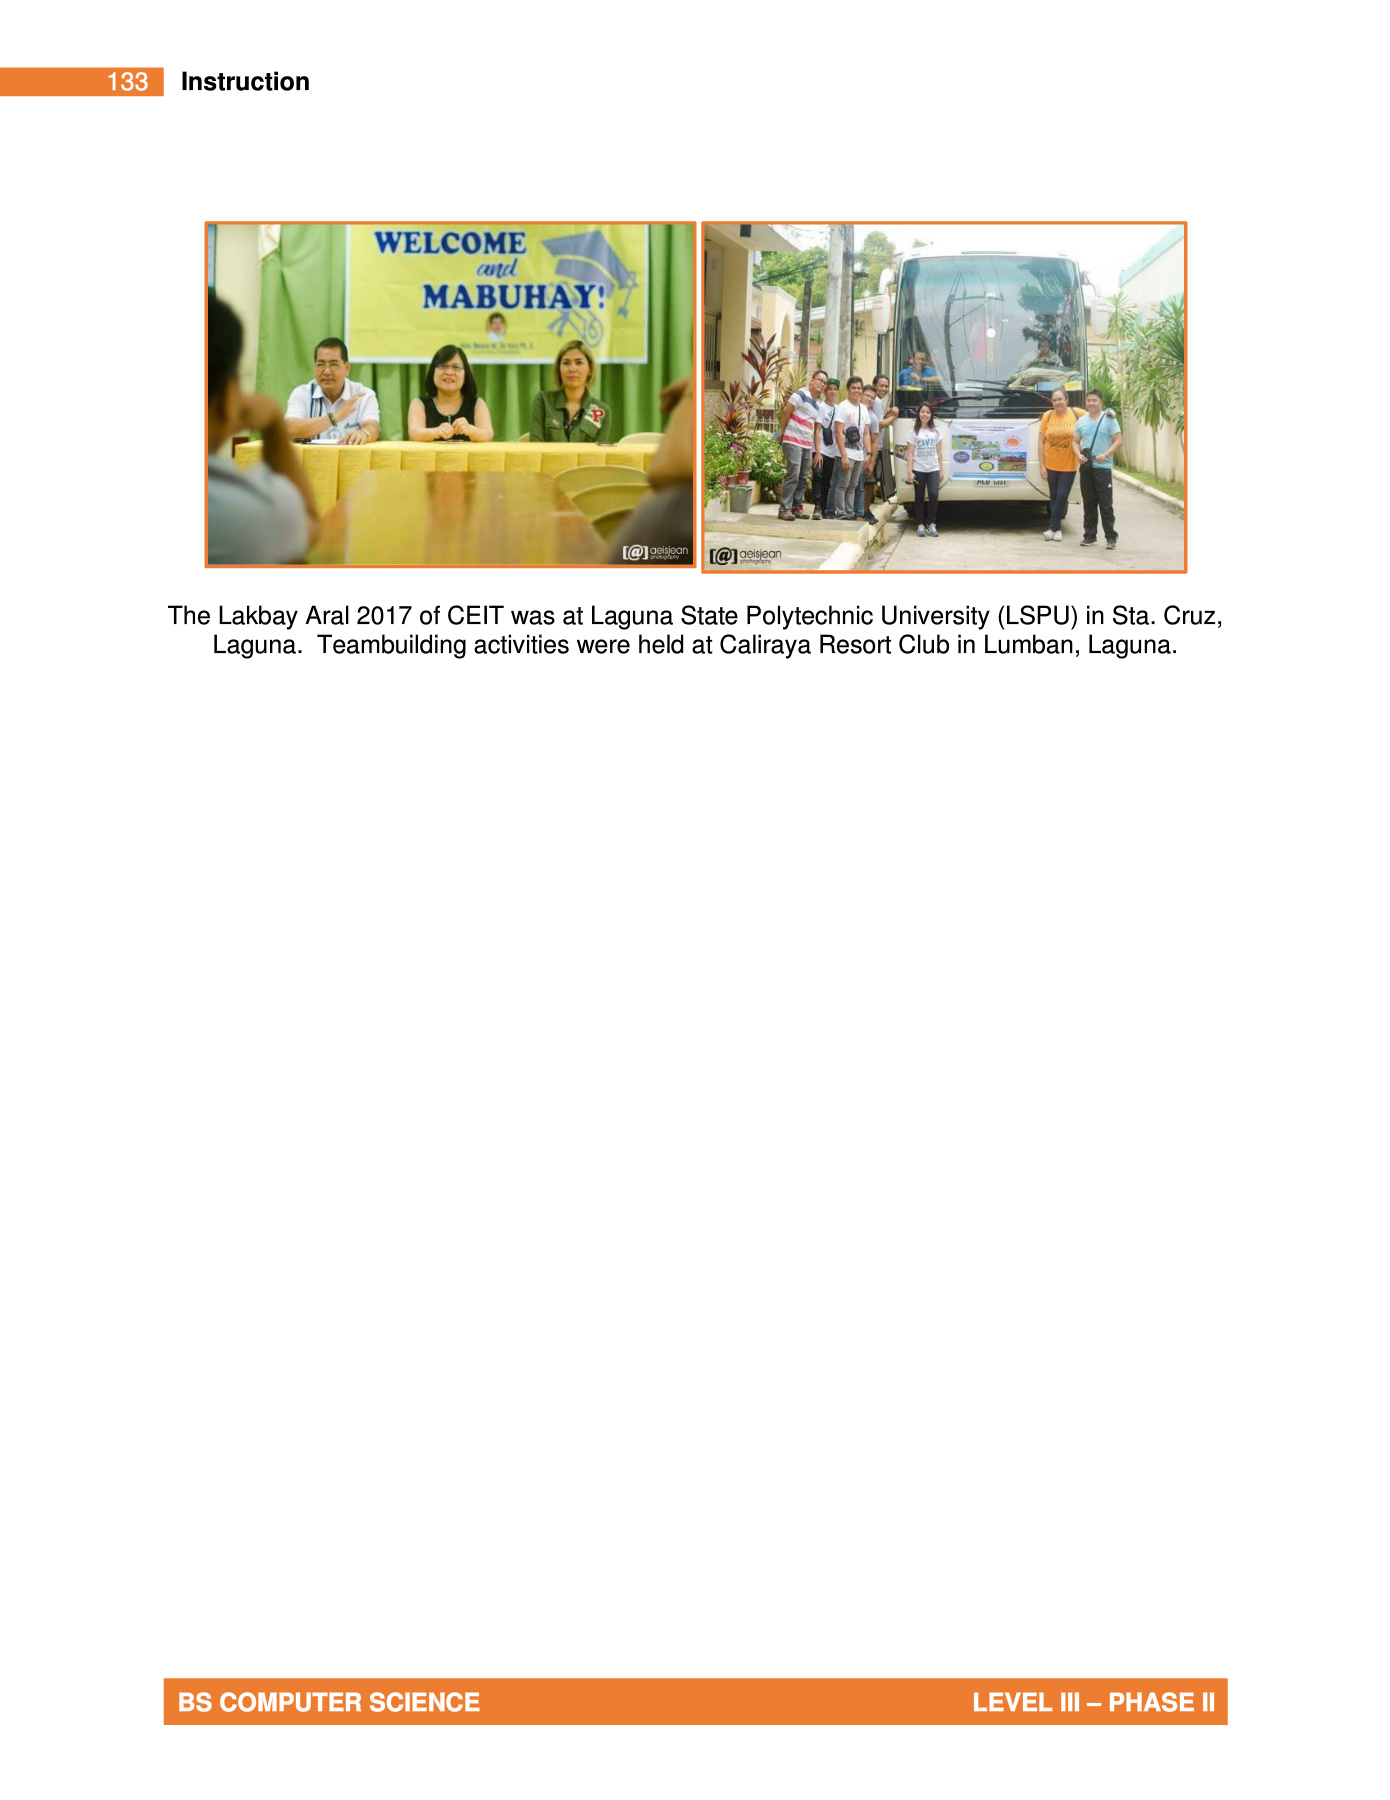 133 Instruction
WELCOME
and
MABUHAY!
[@] aeisjean
photography
[@] aeisjean
photography
The Lakbay Aral 2017 of CEIT was at Laguna State Polytechnic University (LSPU) in Sta. Cruz,
Laguna.  Teambuilding activities were held at Caliraya Resort Club in Lumban, Laguna.
BS COMPUTER SCIENCE LEVEL III – PHASE II